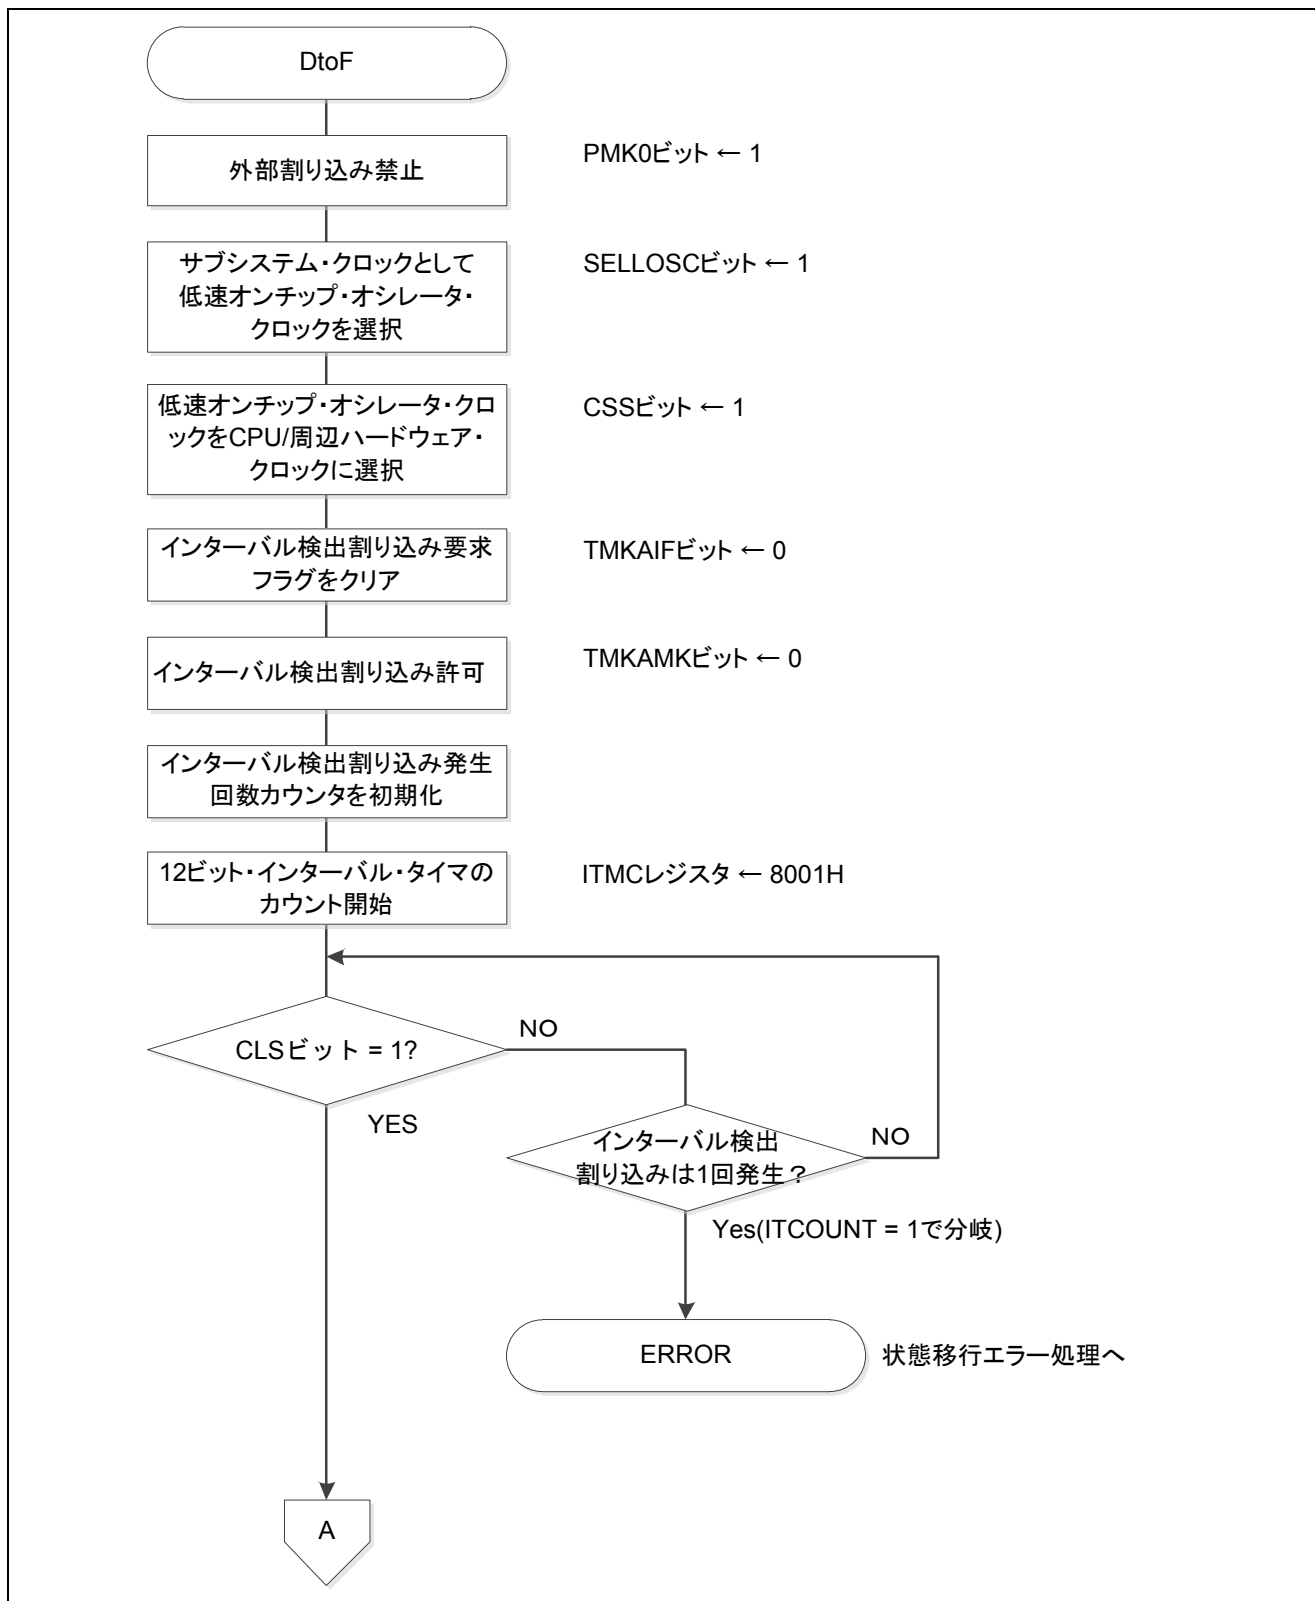 DtoF
外部割り込み禁止
PMK0ビット ← 1
サブシステム・クロックとして
低速オンチップ・オシレータ・
クロックを選択
SELLOSCビット ← 1
低速オンチップ・オシレータ・クロ
ックをCPU/周辺ハードウェア・
クロックに選択
CSSビット ← 1
インターバル検出割り込み要求
フラグをクリア
TMKAIFビット ← 0
インターバル検出割り込み許可
TMKAMKビット ← 0
インターバル検出割り込み発生
回数カウンタを初期化
12ビット・インターバル・タイマの
カウント開始
ITMCレジスタ ← 8001H
CLSビット = 1?
NO
YES
インターバル検出
割り込みは1回発生？
NO
Yes(ITCOUNT = 1で分岐)
ERROR
状態移行エラー処理へ
A